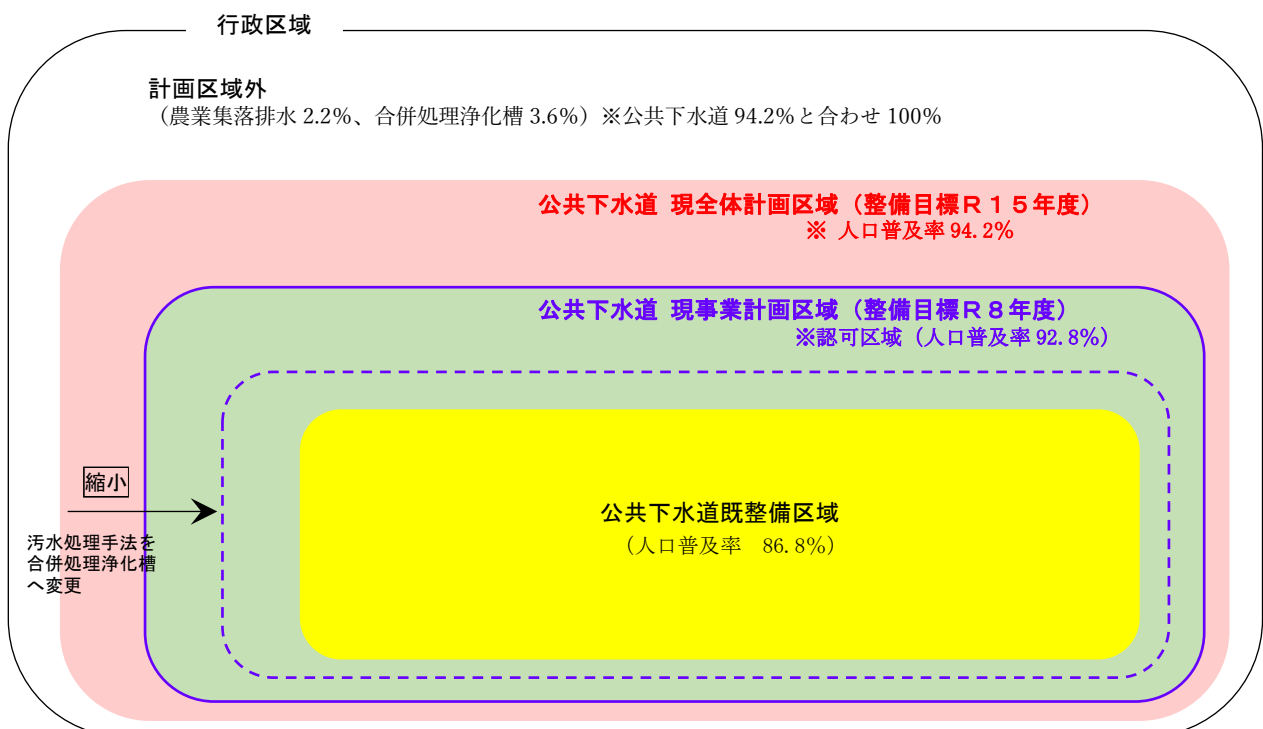 行政区域
計画区域外
（農業集落排水 2.2%、合併処理浄化槽 3.6%）※公共下水道 94.2%と合わせ 100%
公共下水道 現全体計画区域（整備目標Ｒ１５年度）
※ 人口普及率 94.2%
公共下水道 現事業計画区域（整備目標Ｒ８年度）
※認可区域（人口普及率 92.8%）
縮小
汚水処理手法を
合併処理浄化槽
へ変更
公共下水道既整備区域
（人口普及率　86.8%）